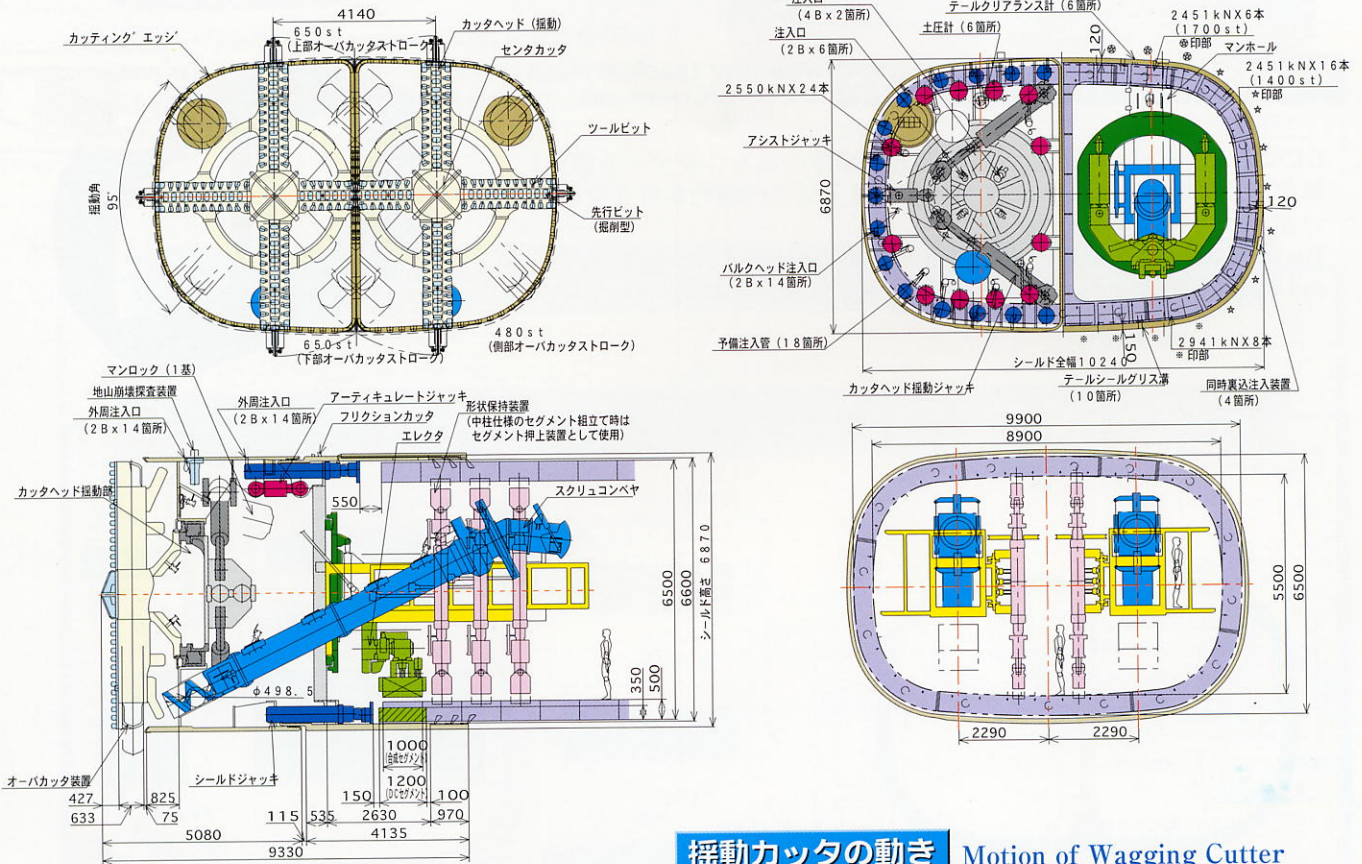 4140
650st
(上部オーバカッタストローク)
カッタヘッド (揺動)
センタカッタ
カッティング エッジ
ツールビット
先行ビット
(掘削型)
揺動角
95°
650st
(下部オーバカッタストローク)
480st
(側部オーバカッタストローク)
(4Bx2箇所)
注入口
(2Bx6箇所)
土圧計 (6箇所)
テールクリアランス計 (6箇所)
2451kNX6本
(1700st)
印部
マンホール
2451kNX16本
(1400st)
☆印部
120
2550kNX24本
アシストジャッキ
6870
120
バルクヘッド注入口
(2Bx14箇所)
予備注入管 (18箇所)
カッタヘッド揺動ジャッキ
シールド全幅10240
150
2941kNX8本
※印部
テールシールグリス溝
(10箇所)
同時裏込注入装置
(4箇所)
マンロック (1基)
地山崩壊探査装置
外周注入口
(2Bx14箇所)
外周注入口
(2Bx14箇所)
アーティキュレートジャッキ
フリクションカッタ
エレクタ
形状保持装置
(中柱仕様のセグメント組立て時は
セグメント押上装置として使用)
スクリュコンベヤ
カッタヘッド揺動部
550
6500
6600
シールド高さ 6870
φ498.5
350
500
オーバカッタ装置
シールドジャッキ
1000
(合成セグメント)
1200
(DCセグメント)
427
825
150
100
633
75
115
535
2630
970
5080
4135
9330
9900
8900
5500
6500
2290
2290
揺動カッタの動き
Motion of Wagging Cutter